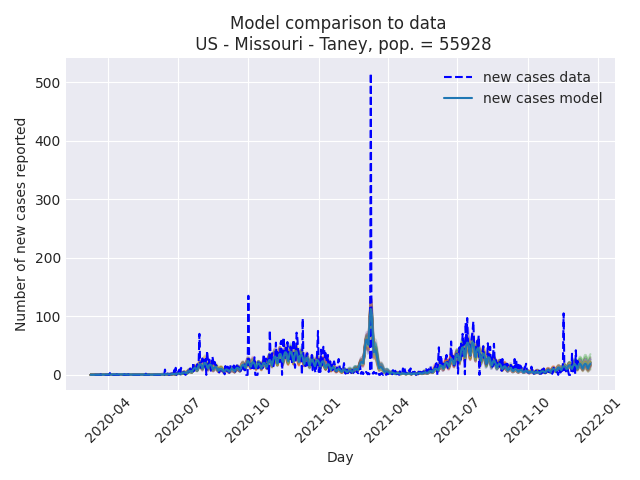 Model comparison to data
US - Missouri - Taney, pop. = 55928
new cases data
new cases model
Number of new cases reported
500
400
300
200
100
0
2020-04
2020-07
2020-10
2021-01
2021-04
2021-07
2021-10
2022-01
Day